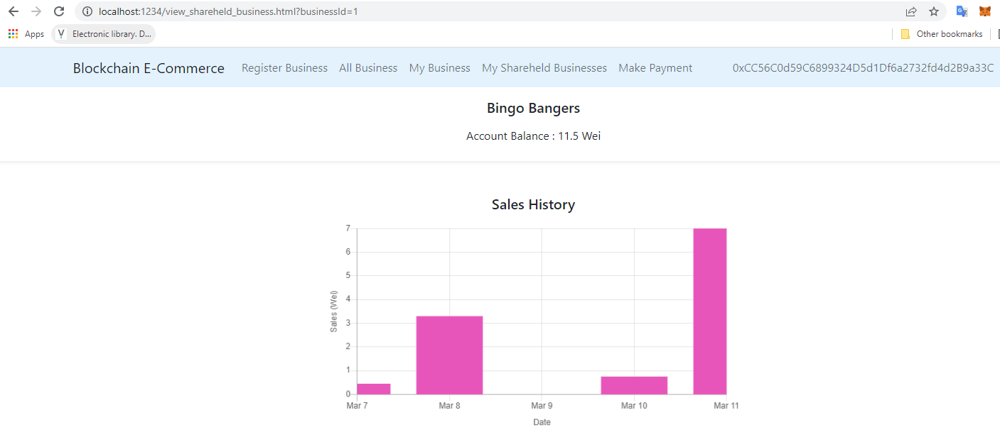 localhost:1234/view_shareheld_business.html?businessId=1
Apps
Electronic library. D...
Other bookmarks
Blockchain E-Commerce Register Business All Business My Business My Shareheld Businesses Make Payment 0xCC56C0d59C6899324D5d1Df6a2732fd4d2B9a33C
Bingo Bangers
Account Balance : 11.5 Wei
Sales History
7
6
5
4
3
2
1
0
Sales (Wei)
Mar 7 Mar 8 Mar 9 Mar 10 Mar 11
Date